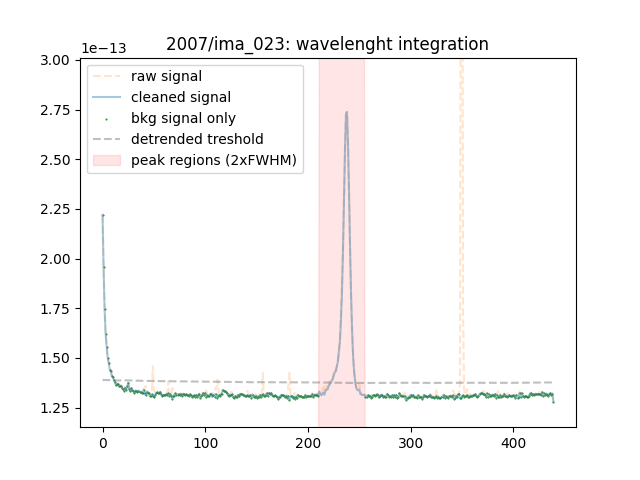 2007/ima_023: wavelenght integration
1e−13
3.00
2.75
2.50
2.25
2.00
1.75
1.50
1.25
raw signal
cleaned signal
bkg signal only
detrended treshold
peak regions (2xFWHM)
0 100 200 300 400